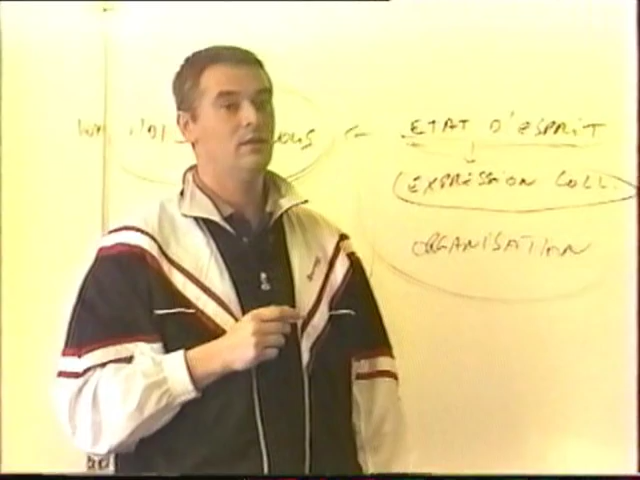 ETAT D'ESPRIT
EXPRESSION COLL.
ORGANISATION